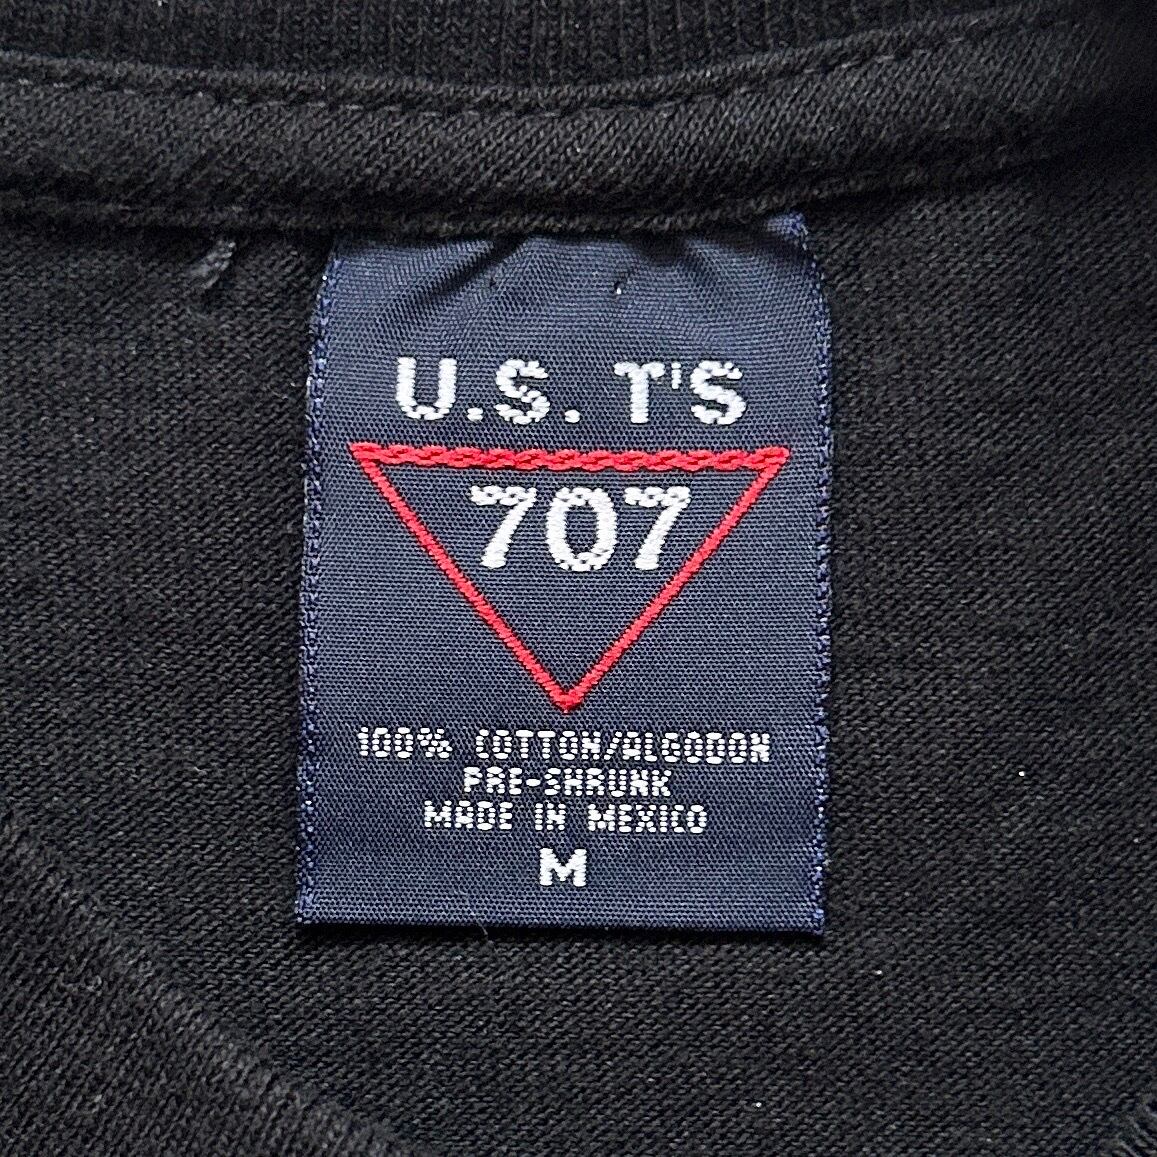 U.S. T'S
707
100% COTTON/ALGODON
PRE-SHRUNK
MADE IN MEXICO
M